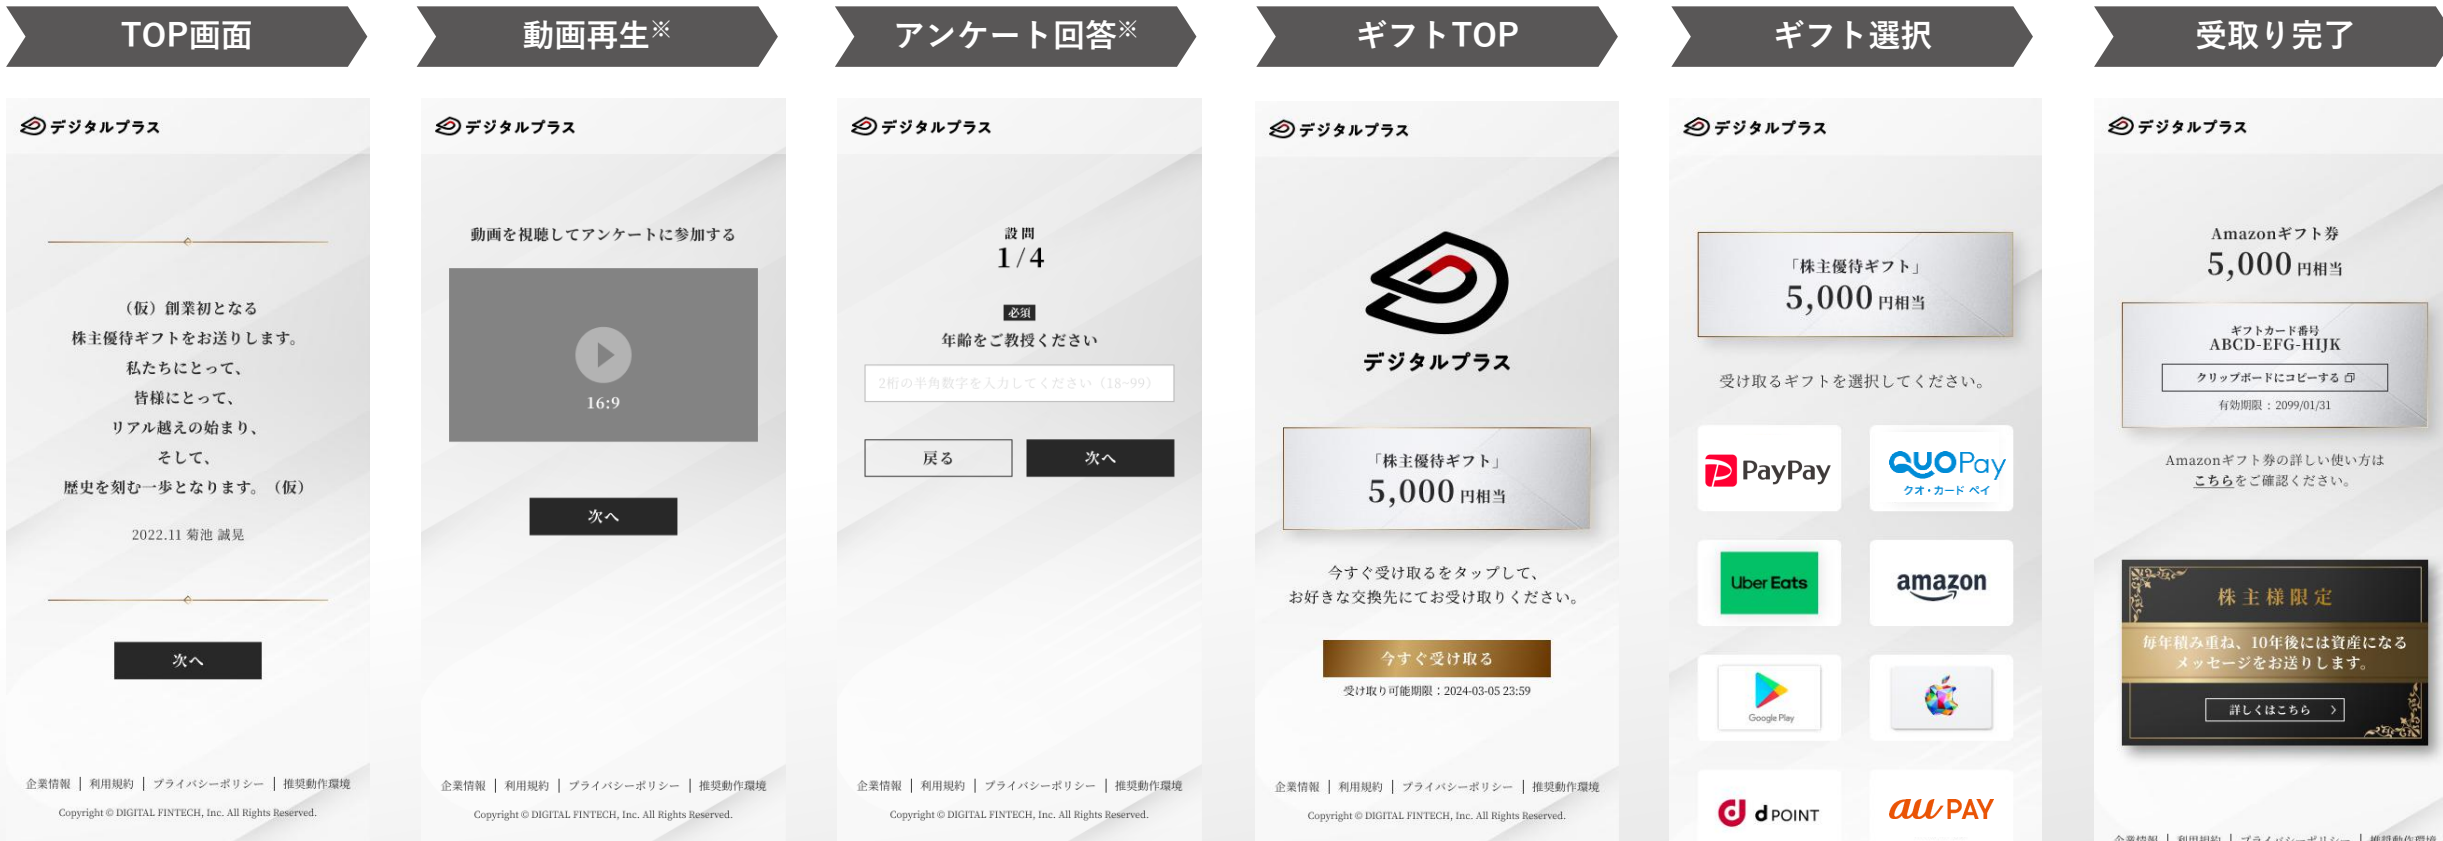 TOP画面
動画再生※
アンケート回答※
ギフトTOP
ギフト選択
受取り完了
デジタルプラス
（仮）創業初となる
株主優待ギフトをお送りします。
私たちにとって、
皆様にとって、
リアル越えの始まり、
そして、
歴史を刻む一歩となります。（仮）
2022.11 菊池 誠晃
次へ
企業情報 | 利用規約 | プライバシーポリシー | 推奨動作環境
Copyright © DIGITAL FINTECH, Inc. All Rights Reserved.
デジタルプラス
動画を視聴してアンケートに参加する
16:9
次へ
企業情報 | 利用規約 | プライバシーポリシー | 推奨動作環境
Copyright © DIGITAL FINTECH, Inc. All Rights Reserved.
デジタルプラス
設問
1/4
必須
年齢をご教授ください
2桁の半角数字を入力してください（18~99）
戻る
次へ
企業情報 | 利用規約 | プライバシーポリシー | 推奨動作環境
Copyright © DIGITAL FINTECH, Inc. All Rights Reserved.
デジタルプラス
デジタルプラス
「株主優待ギフト」
5,000 円相当
今すぐ受け取るをタップして、
お好きな交換先にてお受け取りください。
今すぐ受け取る
受け取り可能期限：2024-03-05 23:59
企業情報 | 利用規約 | プライバシーポリシー | 推奨動作環境
Copyright © DIGITAL FINTECH, Inc. All Rights Reserved.
デジタルプラス
「株主優待ギフト」
5,000 円相当
受け取るギフトを選択してください。
PayPay
QUOPay
クオ・カード ペイ
Uber Eats
amazon
Google Play
d POINT
au PAY
デジタルプラス
Amazonギフト券
5,000 円相当
ギフトカード番号
ABCD-EFG-HIJK
クリップボードにコピーする
有効期限：2099/01/31
Amazonギフト券の詳しい使い方は
こちらをご確認ください。
株主様限定
毎年積み重ね、10年後には資産になる
メッセージをお送りします。
詳しくはこちら
企業情報 | 利用規約 | プライバシーポリシー | 推奨動作環境